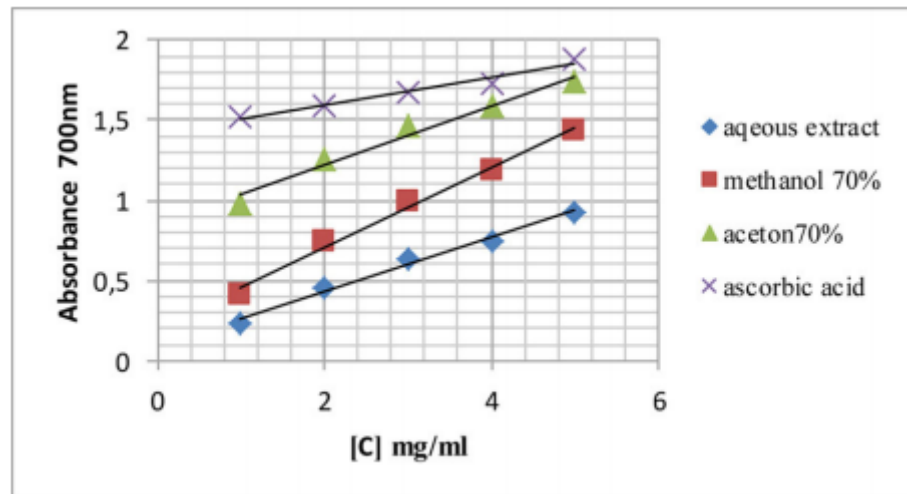 Absorbance 700nm
2
1,5
1
0,5
0
0 2 4 6
[C] mg/ml
aqeous extract
methanol 70%
aceton70%
ascorbic acid